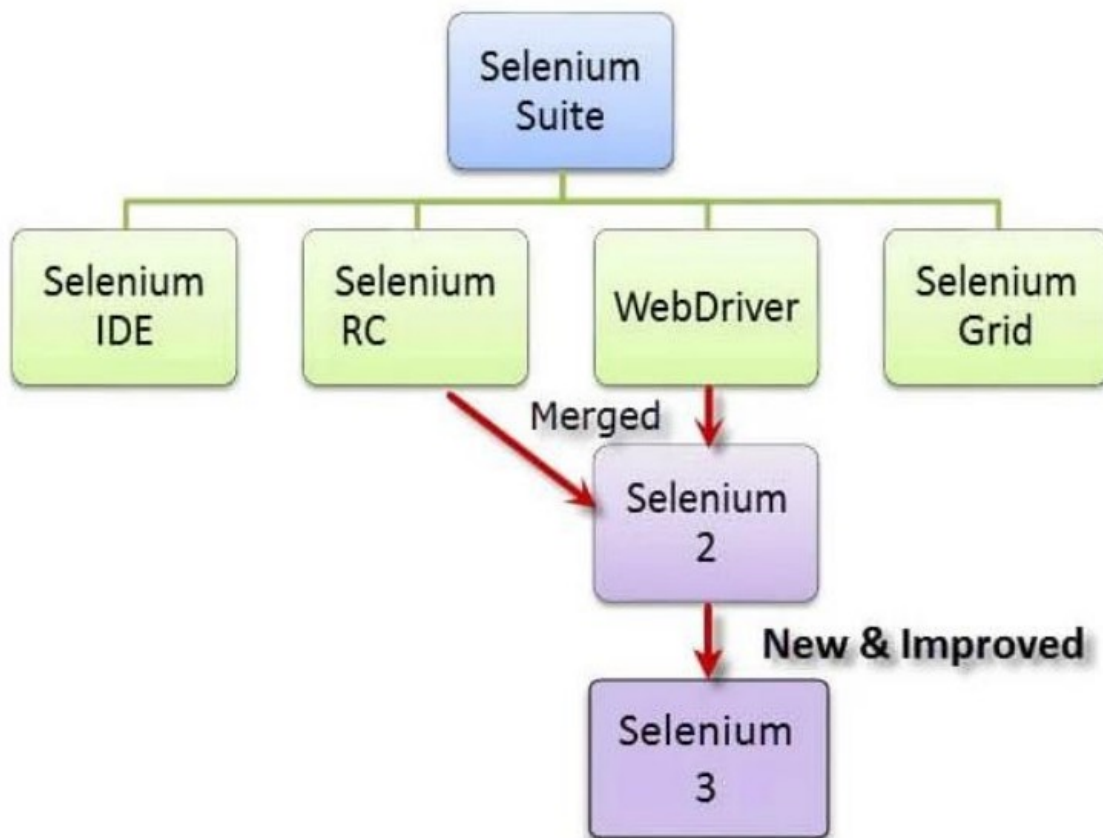 Selenium
Suite
Selenium
IDE
Selenium
RC
WebDriver
Selenium
Grid
Merged
Selenium
2
New & Improved
Selenium
3